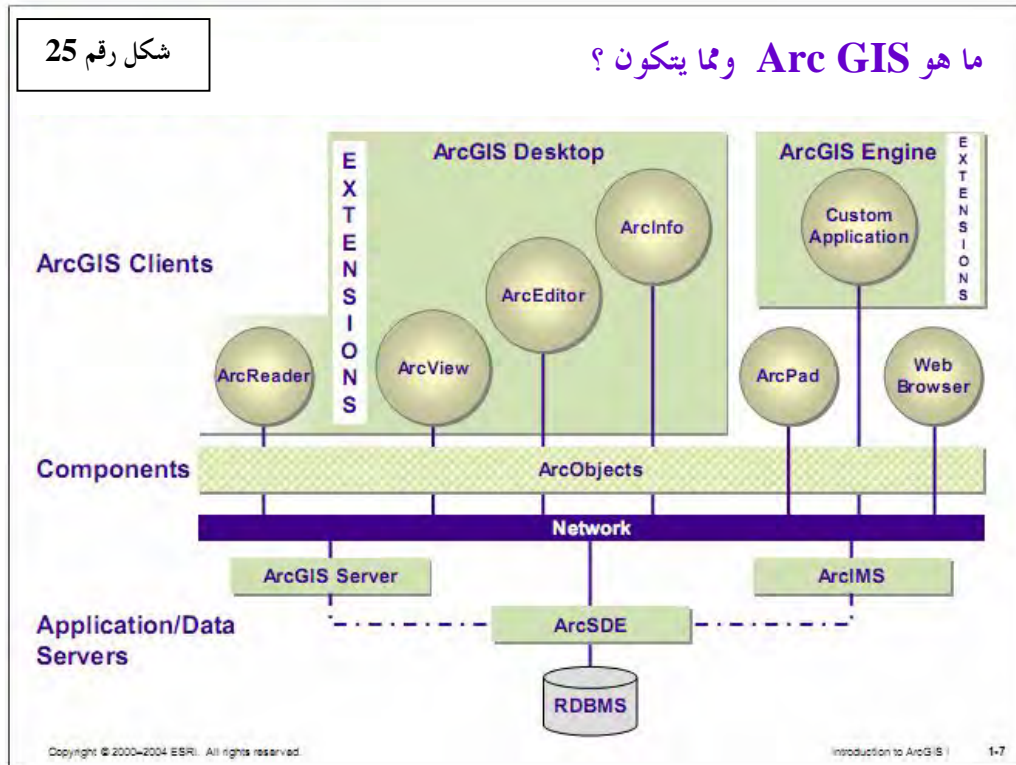 شكل رقم 25
ما هو Arc GIS ومما يتكون ؟
ArcGIS Desktop
EXTENSIONS
ArcGIS Engine
EXTENSIONS
ArcGIS Clients
ArcInfo
Custom
Application
ArcEditor
ArcReader
ArcView
ArcPad
Web
Browser
Components
ArcObjects
Network
ArcGIS Server
ArcIMS
Application/Data
Servers
ArcSDE
RDBMS
Copyright © 2000–2004 ESRI. All rights reserved.
Introduction to ArcGIS I
1-7